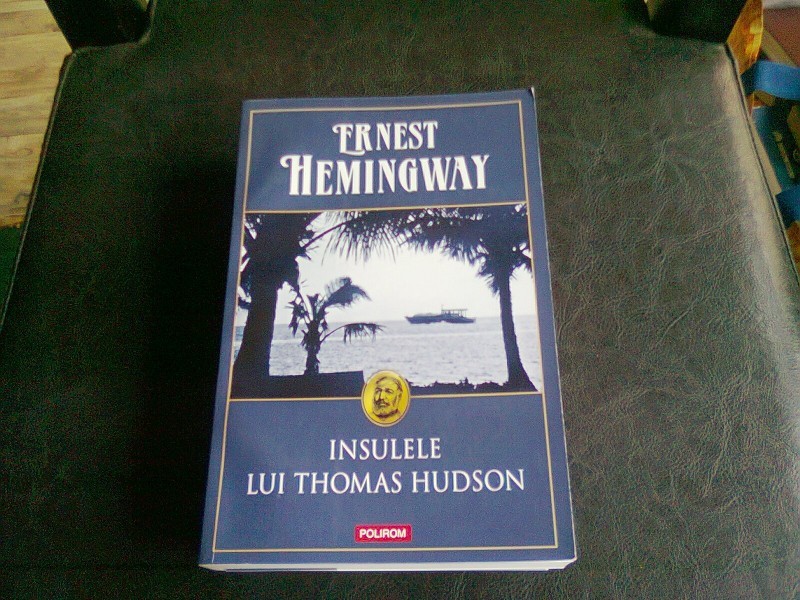 ERNEST
HEMINGWAY
INSULELE
LUI THOMAS HUDSON
POLIROM